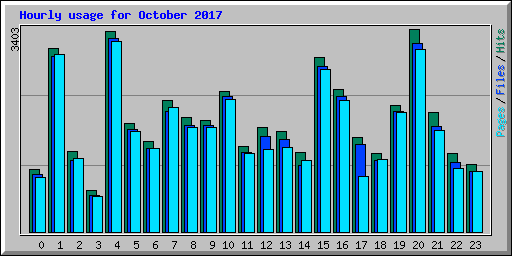 Hourly usage for October 2017
3403
Pages/Files/Hits
0 1 2 3 4 5 6 7 8 9 10 11 12 13 14 15 16 17 18 19 20 21 22 23